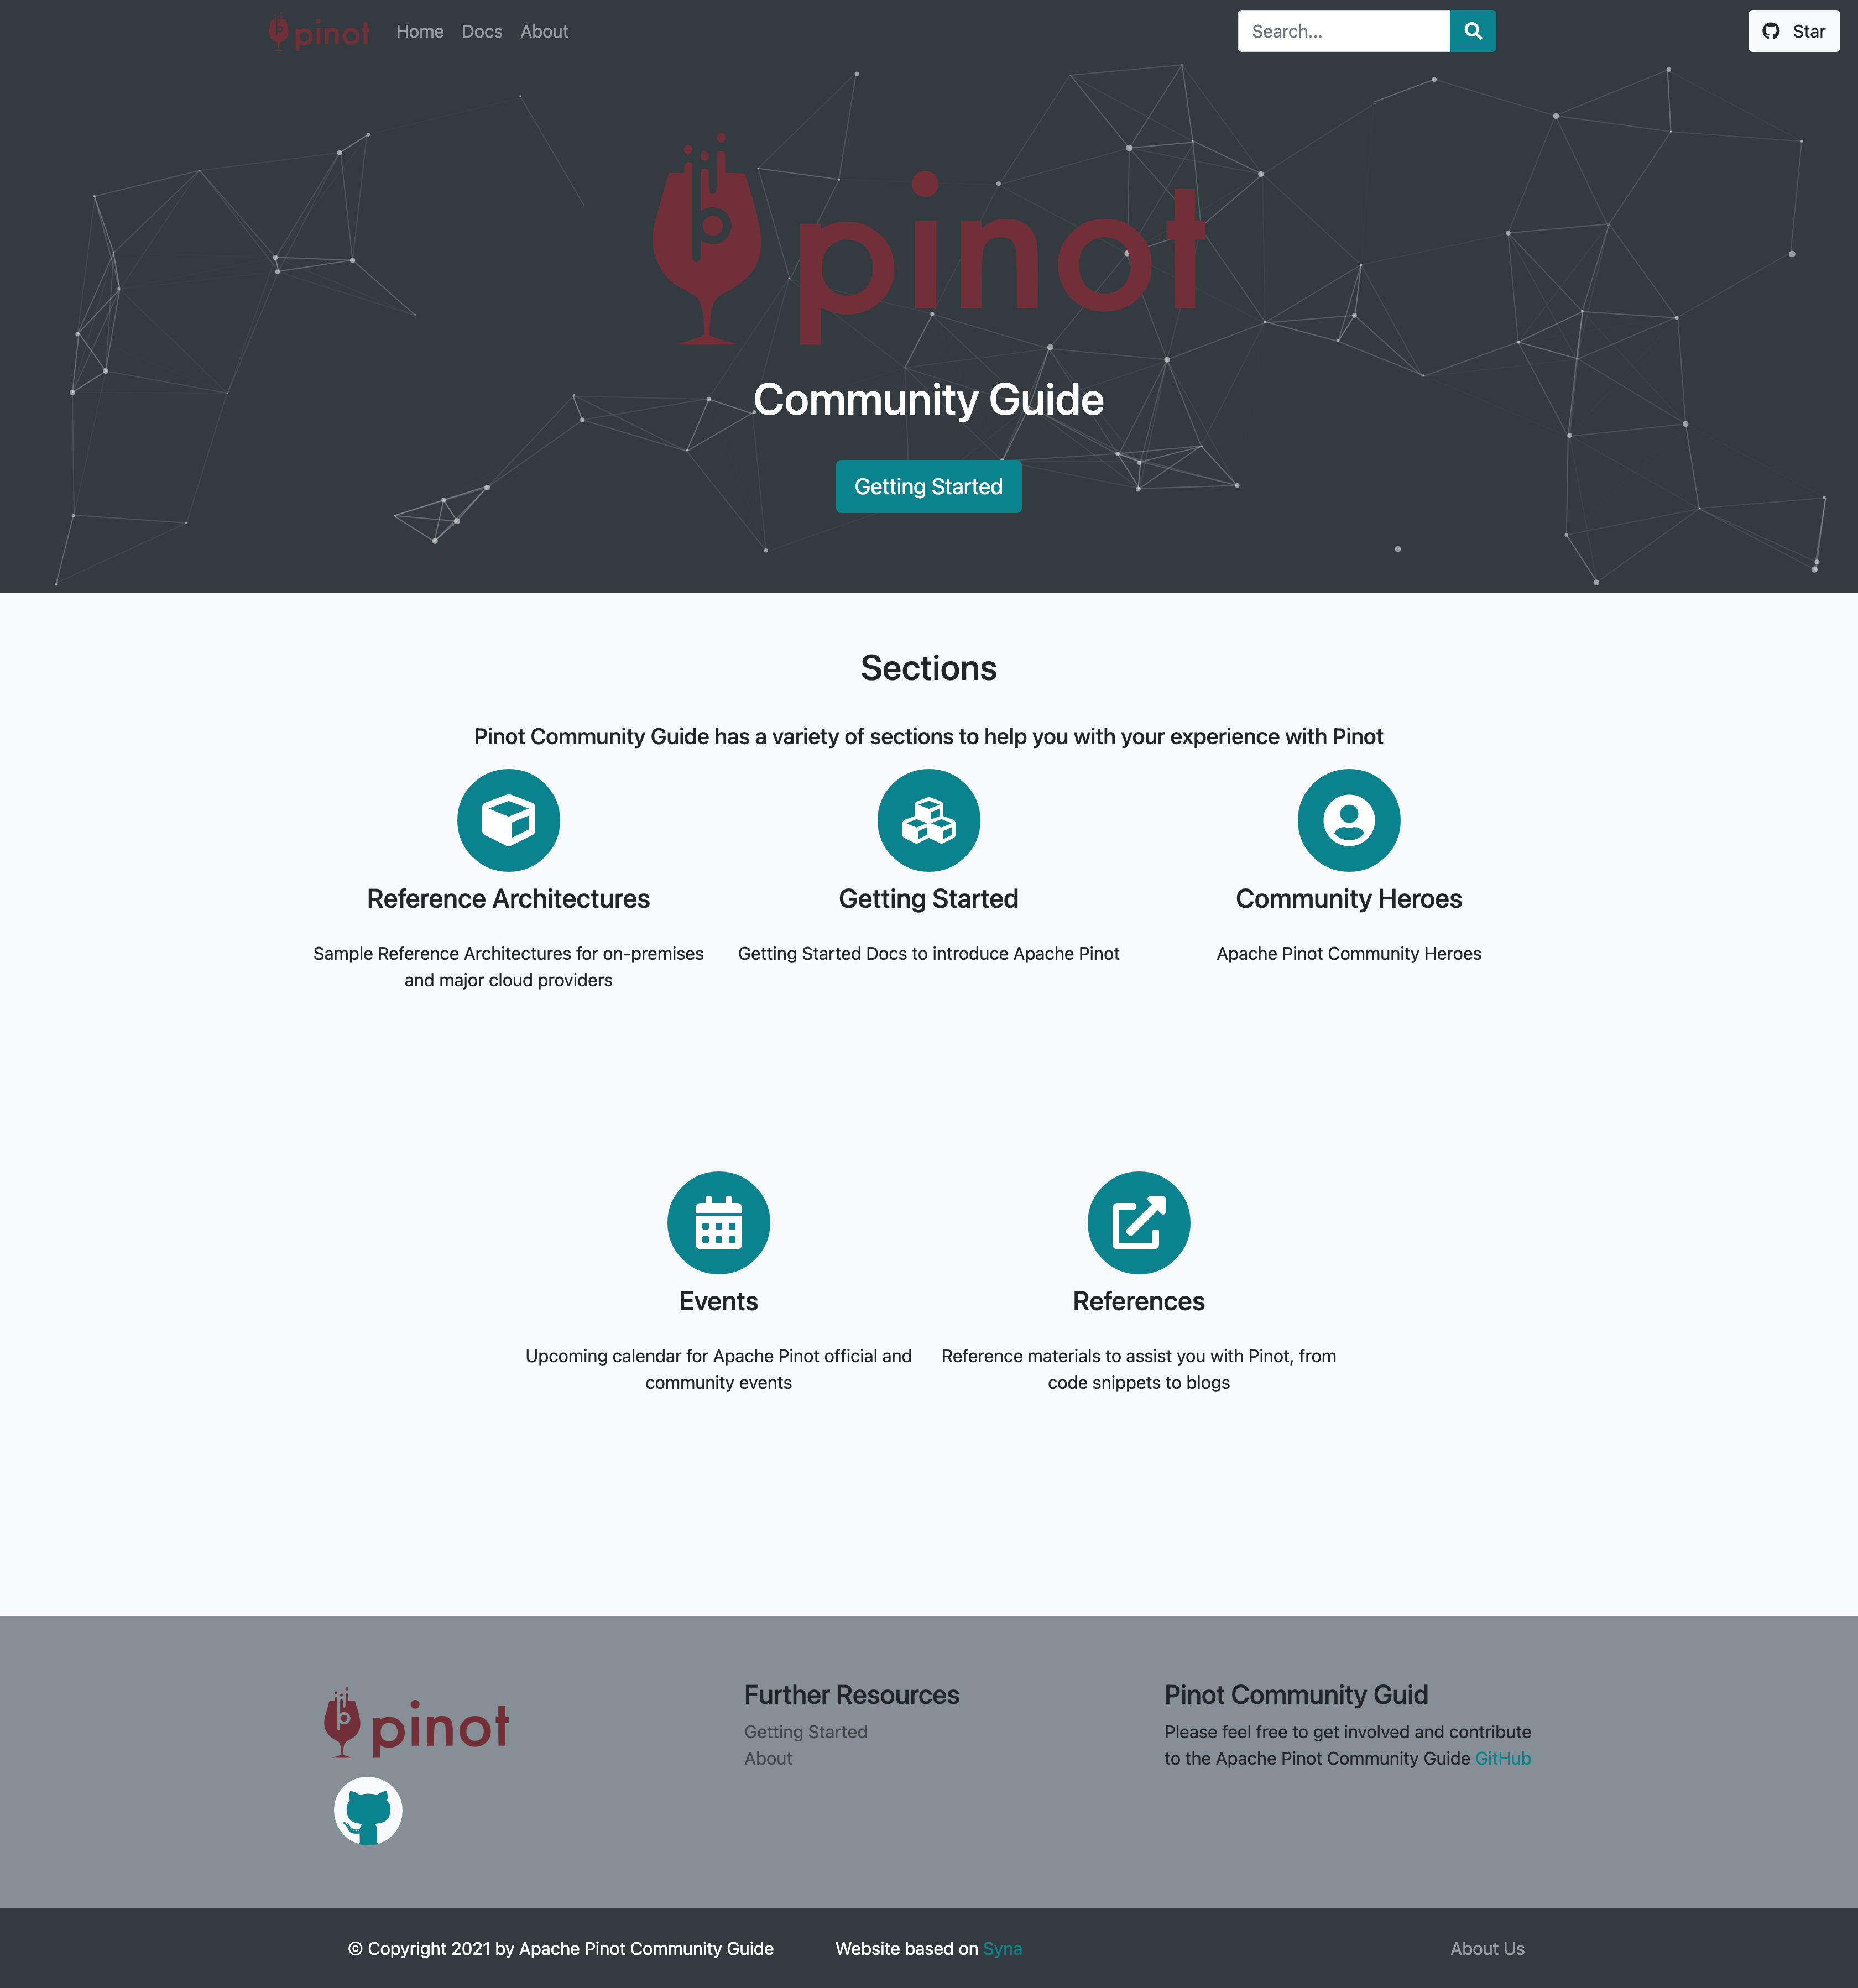 pinot
Home
Docs
About
Search...
Star
pinot
Community Guide
Getting Started
Sections
Pinot Community Guide has a variety of sections to help you with your experience with Pinot
Reference Architectures
Sample Reference Architectures for on-premises
and major cloud providers
Getting Started
Getting Started Docs to introduce Apache Pinot
Community Heroes
Apache Pinot Community Heroes
Events
Upcoming calendar for Apache Pinot official and
community events
References
Reference materials to assist you with Pinot, from
code snippets to blogs
pinot
Further Resources
Getting Started
About
Pinot Community Guid
Please feel free to get involved and contribute
to the Apache Pinot Community Guide GitHub
© Copyright 2021 by Apache Pinot Community Guide
Website based on Syna
About Us